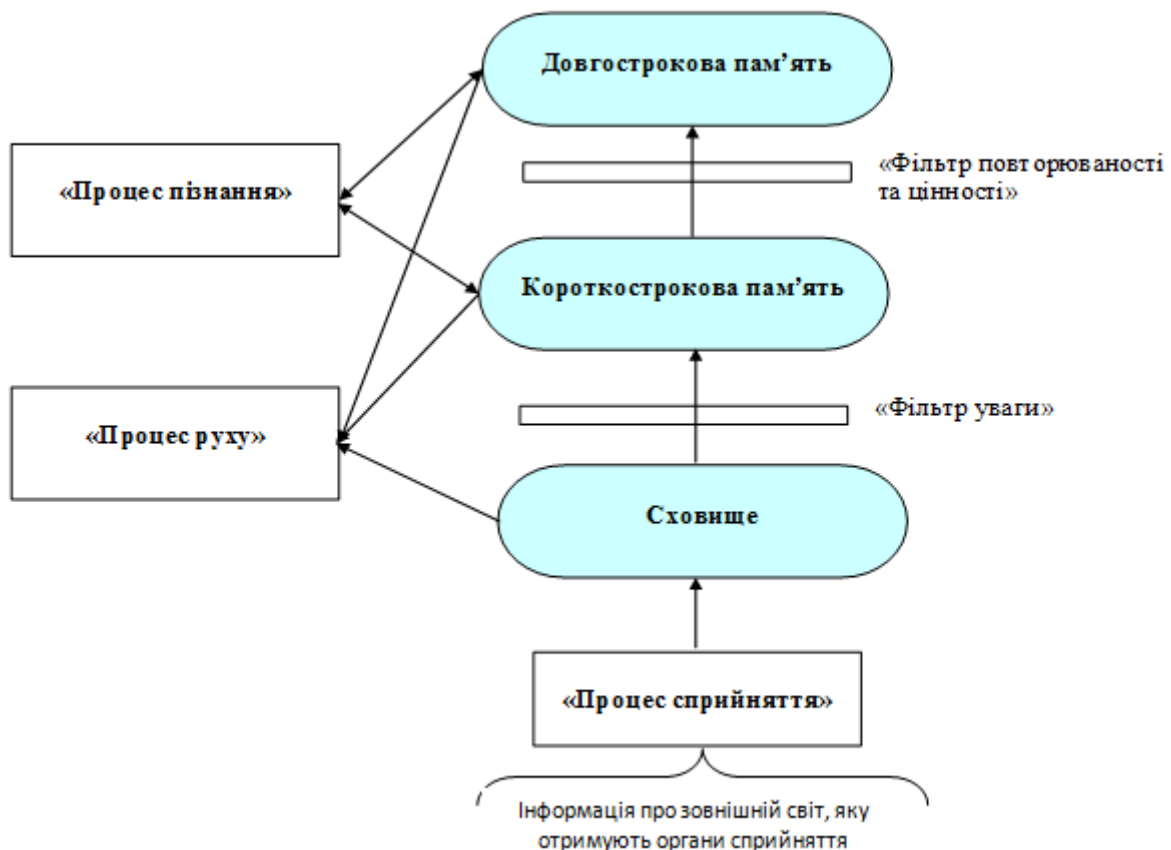 Довгострокова пам’ять
«Фільтр повторюваності
та цінності»
«Процес пізнання»
Короткострокова пам’ять
«Фільтр уваги»
«Процес руху»
Сховище
«Процес сприйняття»
Інформація про зовнішній світ, яку
отримують органи сприйняття